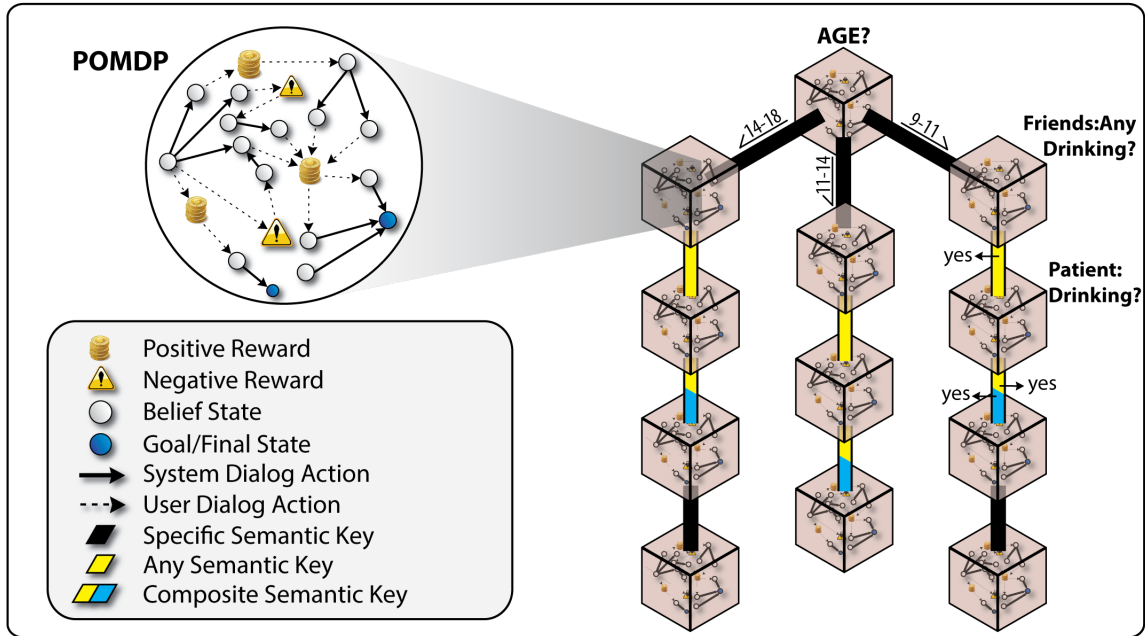 POMDP
AGE?
14-18
11-14
9-11
Friends:Any
Drinking?
yes
Patient:
Drinking?
yes
yes
Positive Reward
Negative Reward
Belief State
Goal/Final State
System Dialog Action
User Dialog Action
Specific Semantic Key
Any Semantic Key
Composite Semantic Key